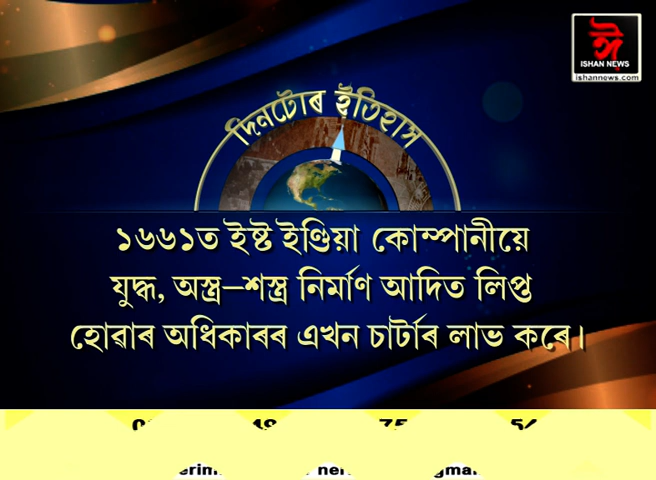 ঈ
ISHAN NEWS
ishannews.com
দিনটোৰ ইতিহাস
১৬৬১ত ইষ্ট ইণ্ডিয়া কোম্পানীয়ে
যুদ্ধ, অস্ত্ৰ–শস্ত্ৰ নিৰ্মাণ আদিত লিপ্ত
হোৱাৰ অধিকাৰৰ এখন চাৰ্টাৰ লাভ কৰে।